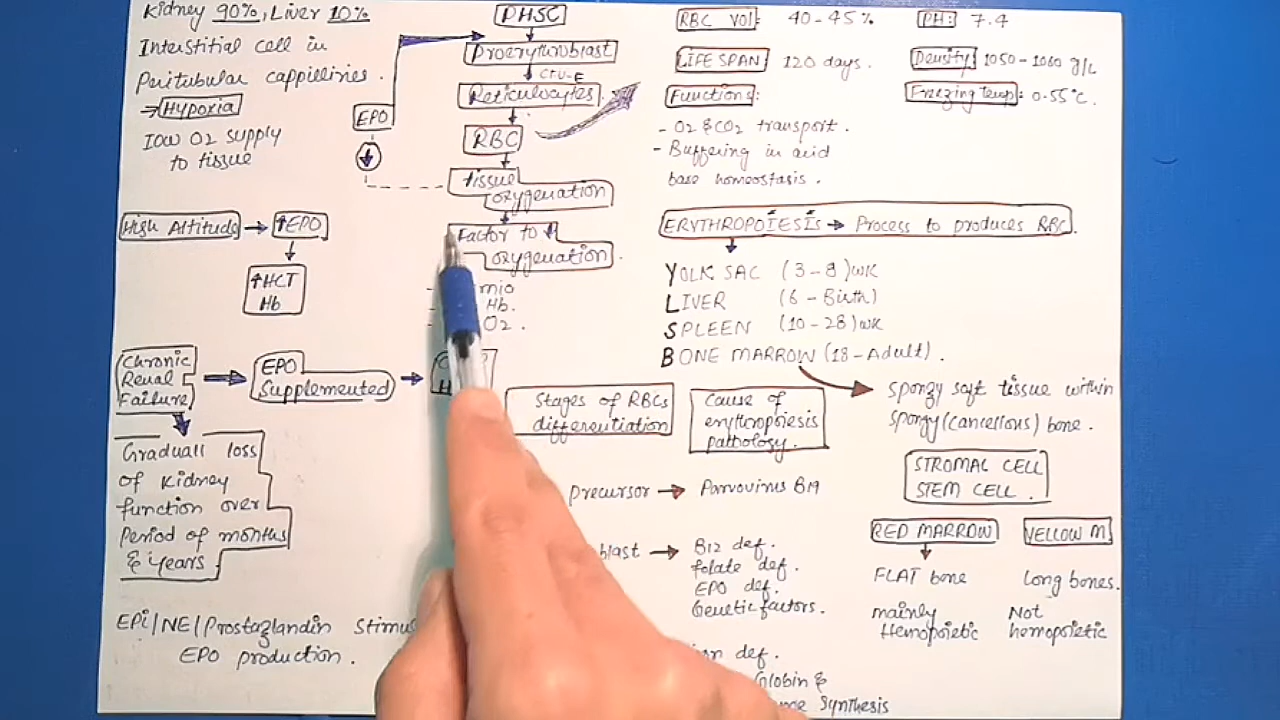 Kidney 90%, Liver 10%
Interstitial cell in
Peritubular cappilieries.
→ Hypoxia
low O2 supply
to tissue
EPO
PHSC
Proerythroblast
CFU-E
Reticulocytes
RBC
tissue
oxygenation
Factor to ↓
oxygenation.
Hb.
O2.
High Altitude → ↑EPO
↑HCT
Hb
Chronic
Renal
Failure
EPO
Supplemented
Graduall loss
of Kidney
function over
Period of months
& years
EPi/NE/Prostaglandin
EPO production.
RBC Vol: 40-45%
LIFE SPAN 120 days.
Functions:
- O2 & CO2 transport.
- Buffering in acid
base homeostasis.
PH: 7.4
Density: 1050-1060 g/L
Freezing temp: 0.55°C.
ERYTHROPOIESIS → Process to produces RBC.
YOLK SAC (3-8) WK
LIVER (6-Birth)
SPLEEN (10-28) WK
BONE MARROW (18-Adult).
Spongy soft tissue within
Spongy (Cancellous) bone.
Stages of RBCs
differentiation
Cause of
erythropoiesis
pathology.
precursor → Parvovirus B19
→ B12 def.
folate def.
EPO def.
Genetic factors.
def.
Globin &
Synthesis
STROMAL CELL
STEM CELL.
RED MARROW
FLAT bone
mainly
Hemopoietic
YELLOW M
Long bones.
Not
hemopoietic